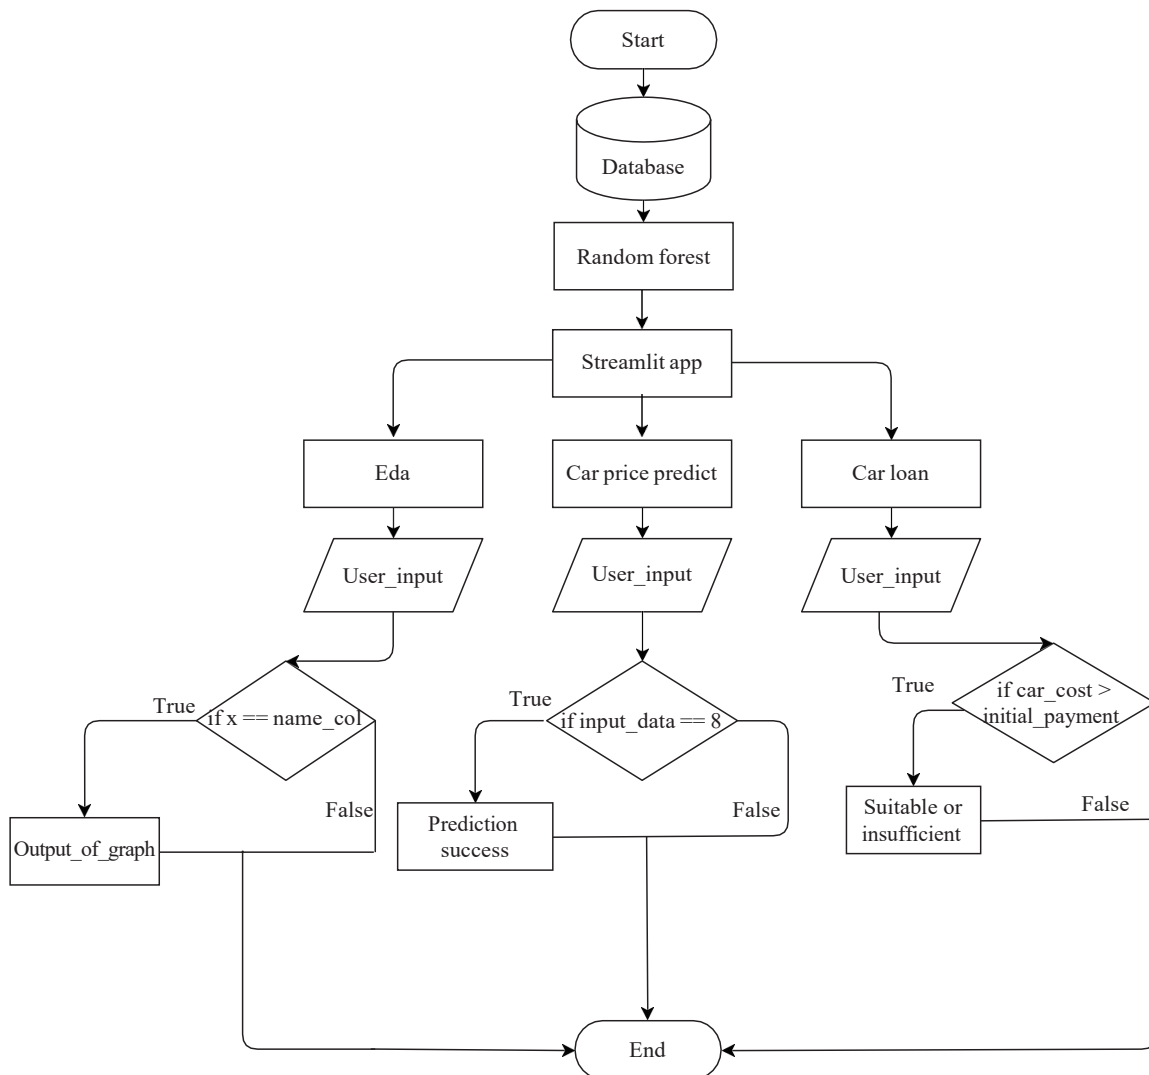 Start
Database
Random forest
Streamlit app
Eda
Car price predict
Car loan
User_input
User_input
User_input
True
if x == name_col
False
True
if input_data == 8
False
True
if car_cost >
initial_payment
False
Output_of_graph
Prediction
success
Suitable or
insufficient
End